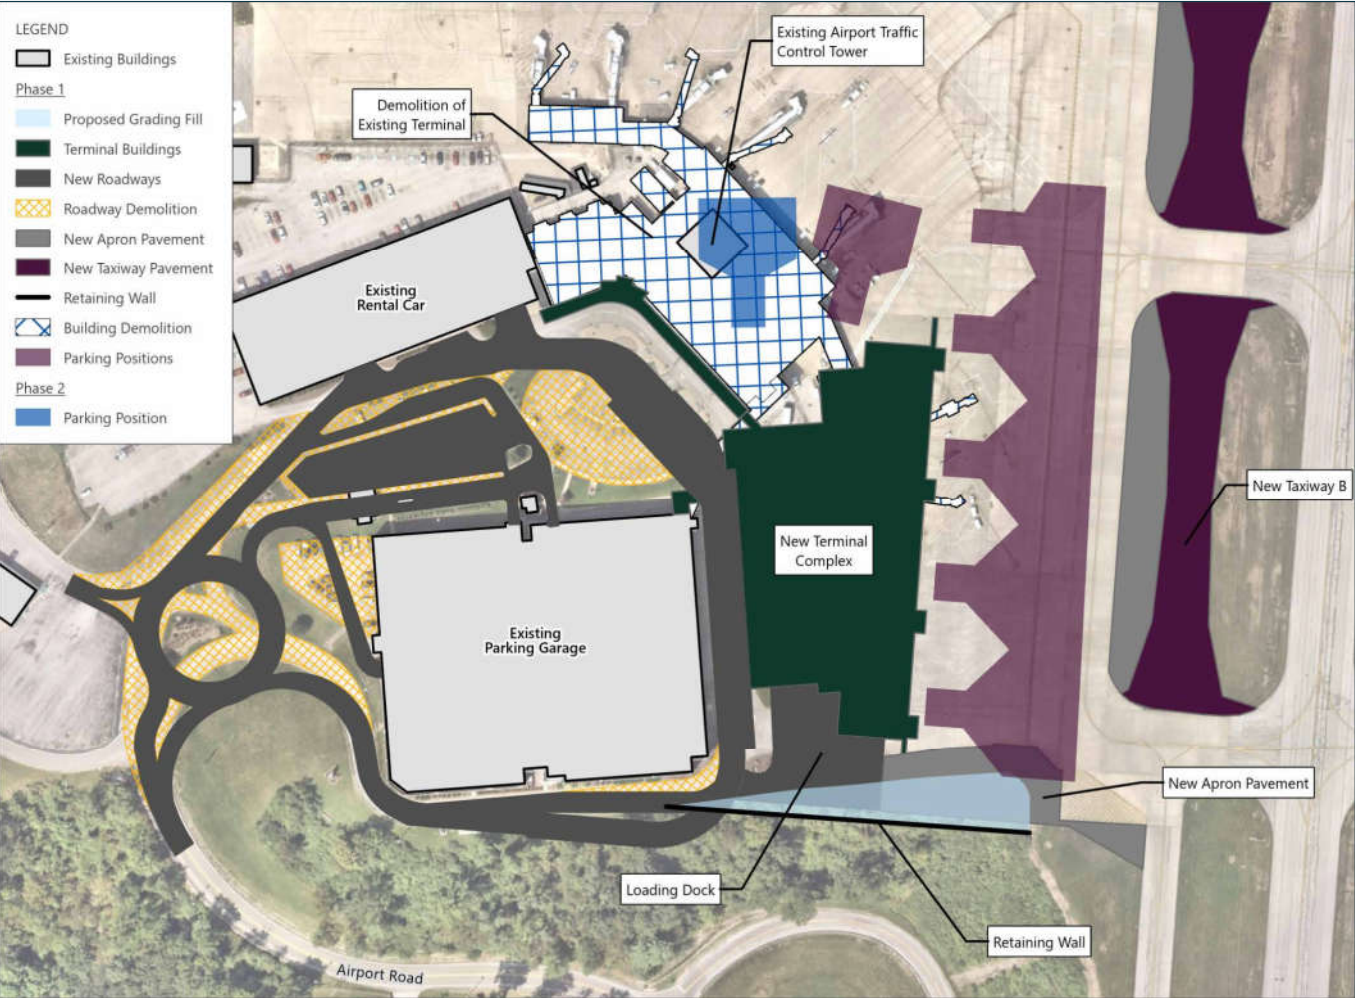 LEGEND
Existing Buildings
Phase 1
Proposed Grading Fill
Terminal Buildings
New Roadways
Roadway Demolition
New Apron Pavement
New Taxiway Pavement
Retaining Wall
Building Demolition
Parking Positions
Phase 2
Parking Position
Existing Airport Traffic
Control Tower
Demolition of
Existing Terminal
Existing
Rental Car
New Taxiway B
New Terminal
Complex
Existing
Parking Garage
New Apron Pavement
Loading Dock
Retaining Wall
Airport Road